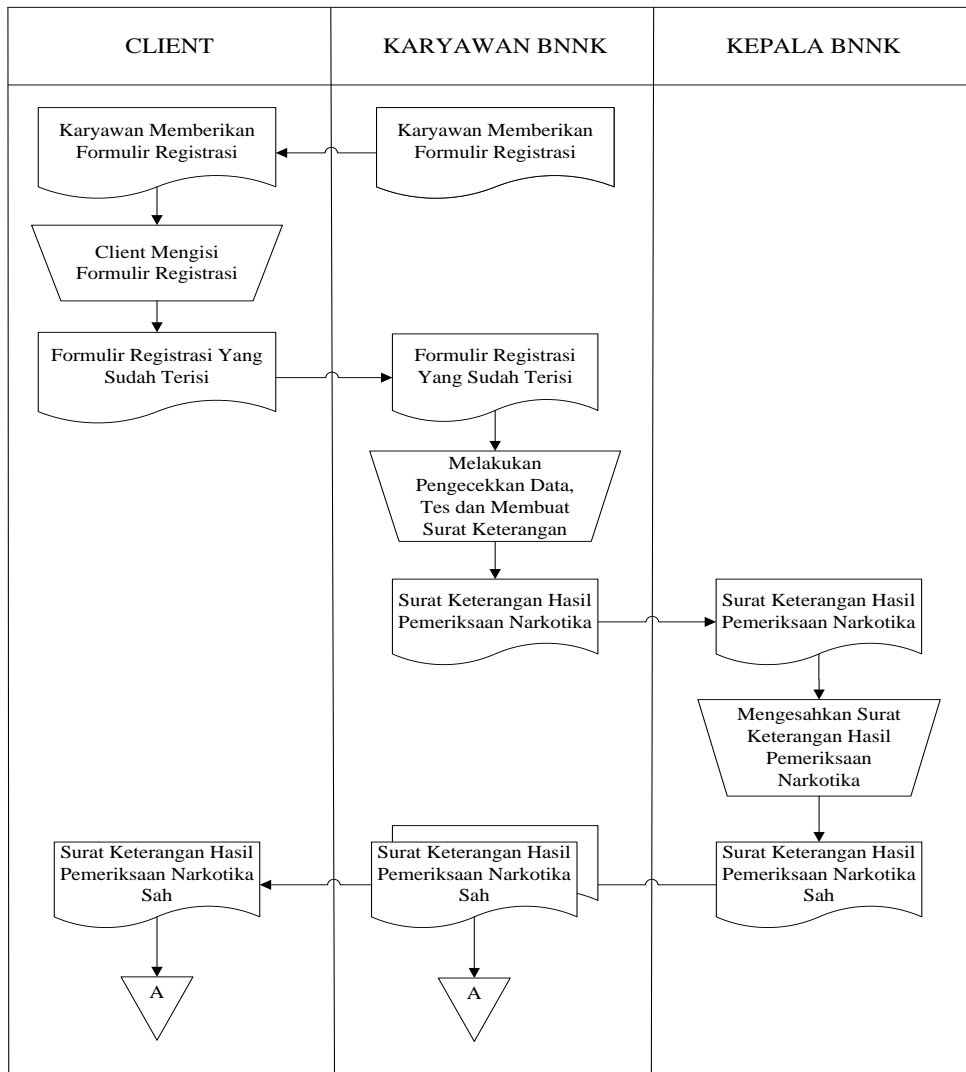 CLIENT
KARYAWAN BNNK
KEPALA BNNK
Karyawan Memberikan
Formulir Registrasi
Karyawan Memberikan
Formulir Registrasi
Client Mengisi
Formulir Registrasi
Formulir Registrasi Yang
Sudah Terisi
Formulir Registrasi
Yang Sudah Terisi
Melakukan
Pengecekkan Data,
Tes dan Membuat
Surat Keterangan
Surat Keterangan Hasil
Pemeriksaan Narkotika
Surat Keterangan Hasil
Pemeriksaan Narkotika
Mengesahkan Surat
Keterangan Hasil
Pemeriksaan
Narkotika
Surat Keterangan Hasil
Pemeriksaan Narkotika
Sah
Surat Keterangan Hasil
Pemeriksaan Narkotika
Sah
Surat Keterangan Hasil
Pemeriksaan Narkotika
Sah
A
A